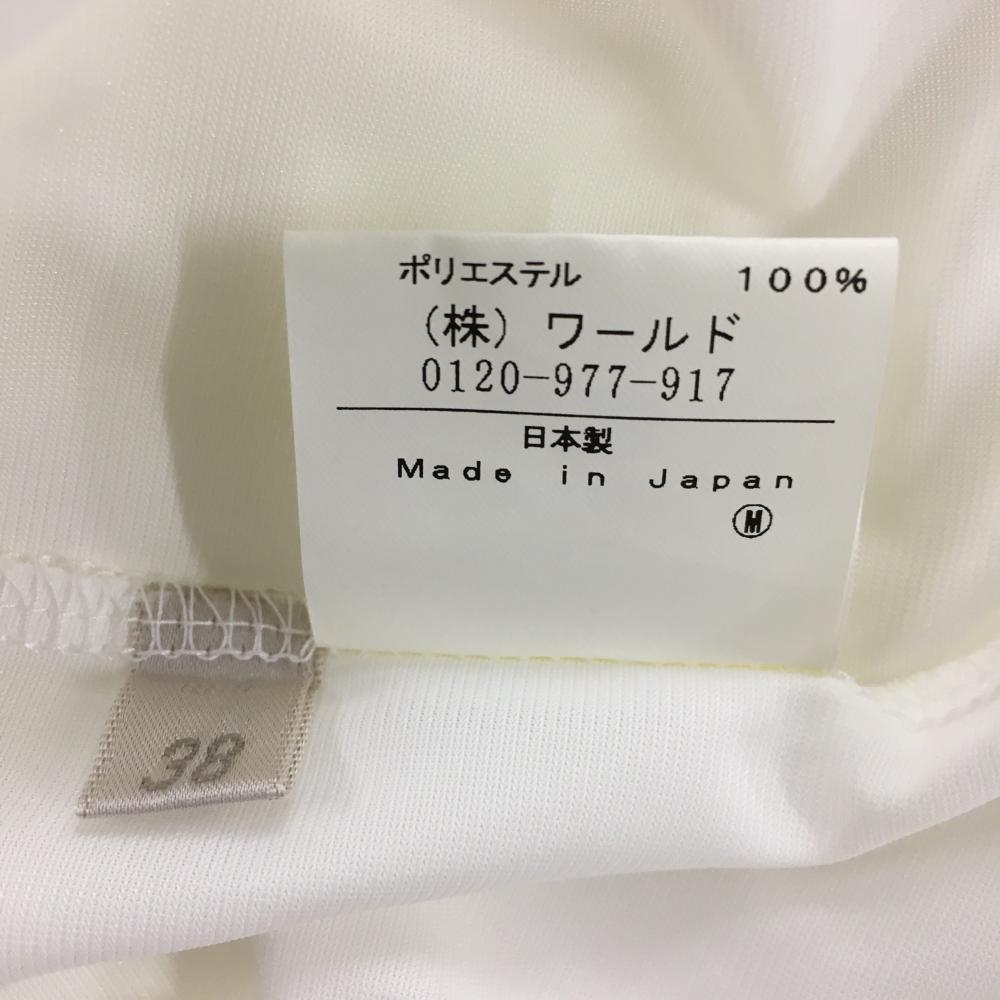 ポリエステル 100%
(株) ワールド
0120-977-917
日本製
Made in Japan
Ⓜ
38